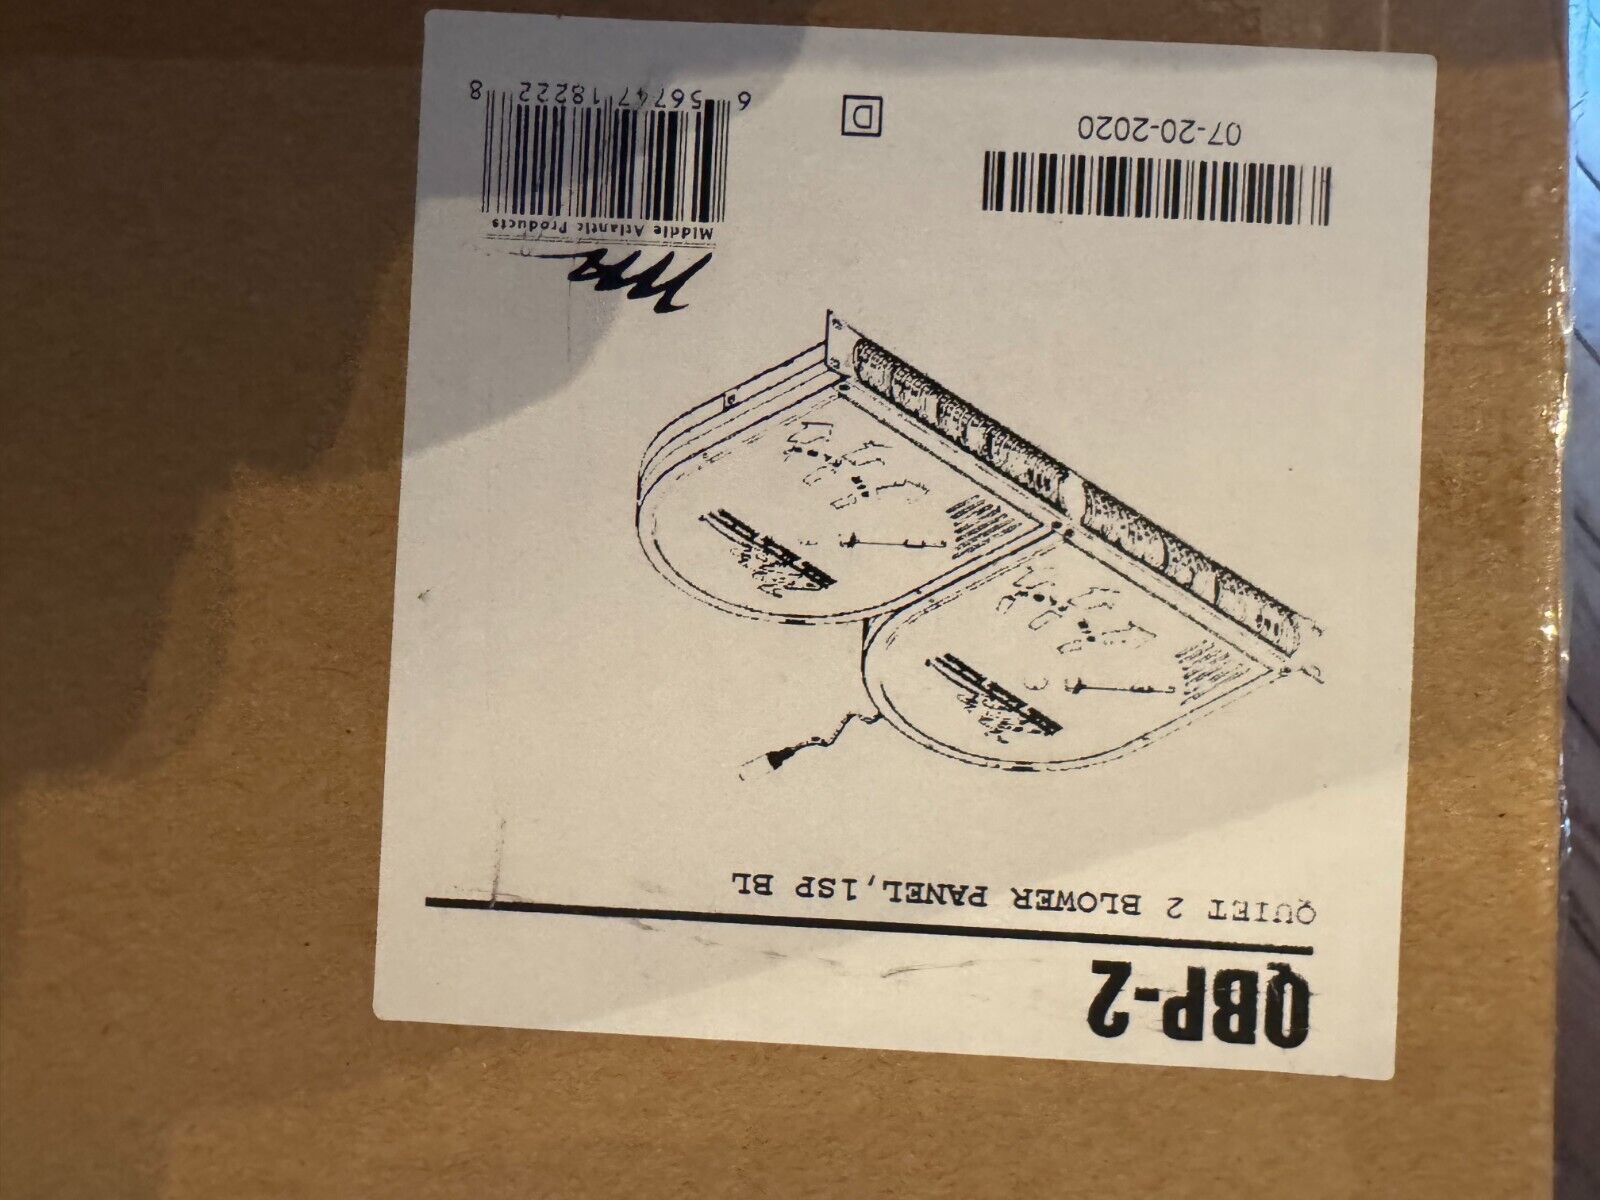 QBP-2
QUIET 2 BLOWER PANEL,1SP BL
Middle Atlantic Products
6 56747 18222 8
D
07-20-2020